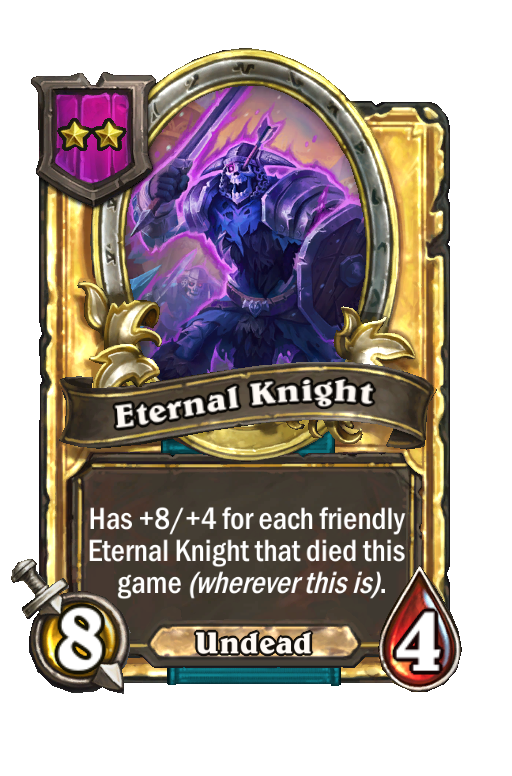 Eternal Knight
Has +8/+4 for each friendly
Eternal Knight that died this
game (wherever this is).
8
Undead
4